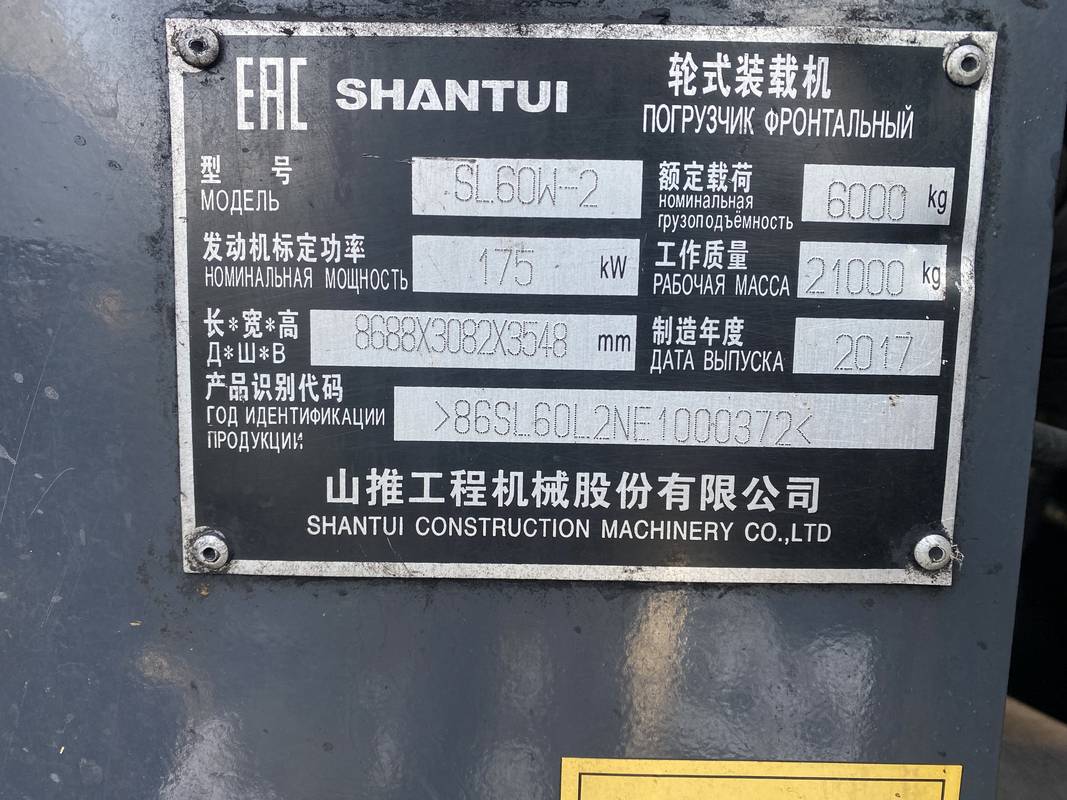 EAC SHANTUI 轮式装载机
ПОГРУЗЧИК ФРОНТАЛЬНЫЙ
型 号 SL60W-2 额定载荷 6000 kg
МОДЕЛЬ номинальная грузоподъёмность
发动机标定功率 175 kW 工作质量 21000 kg
НОМИНАЛЬНАЯ МОЩНОСТЬ РАБОЧАЯ МАССА
长*宽*高 8688X3082X3548 mm 制造年度 2017
Д*Ш*В ДАТА ВЫПУСКА
产品识别代码 >86SL60L2NE1000372<
ГОД ИДЕНТИФИКАЦИИ
ПРОДУКЦИИ
山推工程机械股份有限公司
SHANTUI CONSTRUCTION MACHINERY CO.,LTD